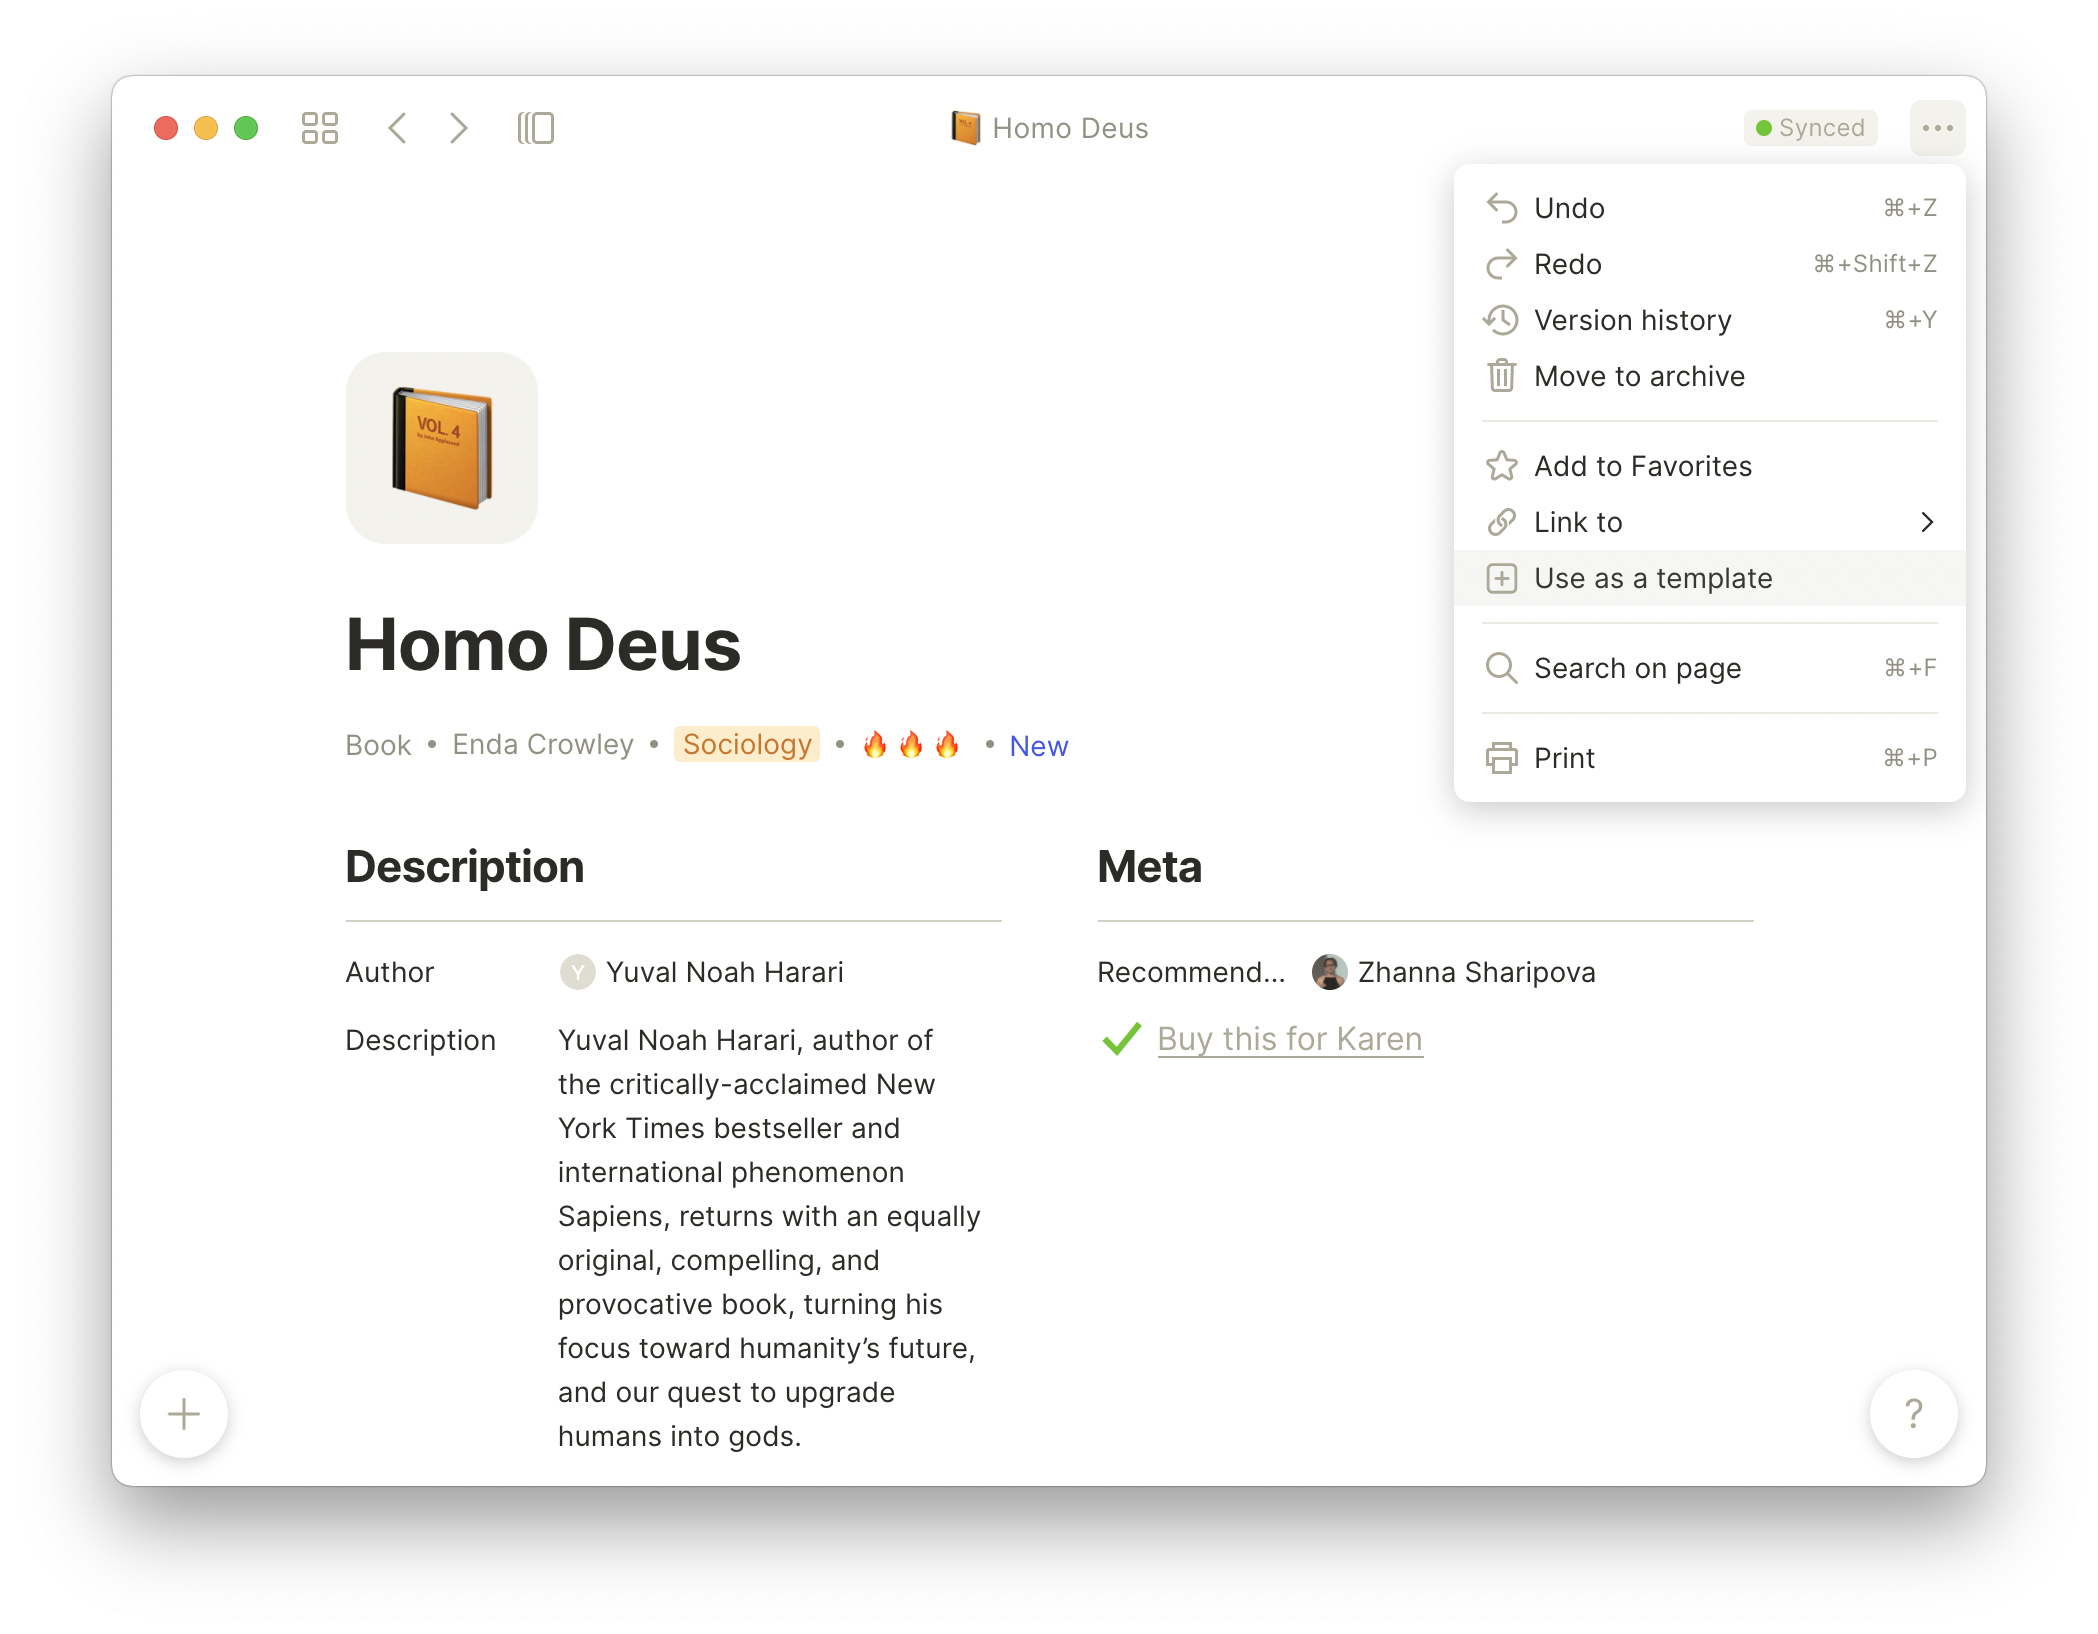 Homo Deus
Synced
Undo ⌘+Z
Redo ⌘+Shift+Z
Version history ⌘+Y
Move to archive
Add to Favorites
Link to
Use as a template
Search on page ⌘+F
Print ⌘+P
VOL. 4
Homo Deus
Book • Enda Crowley • Sociology • 🔥🔥🔥 • New
Description
Author
Y Yuval Noah Harari
Description
Yuval Noah Harari, author of
the critically-acclaimed New
York Times bestseller and
international phenomenon
Sapiens, returns with an equally
original, compelling, and
provocative book, turning his
focus toward humanity’s future,
and our quest to upgrade
humans into gods.
Meta
Recommend... Zhanna Sharipova
Buy this for Karen
?